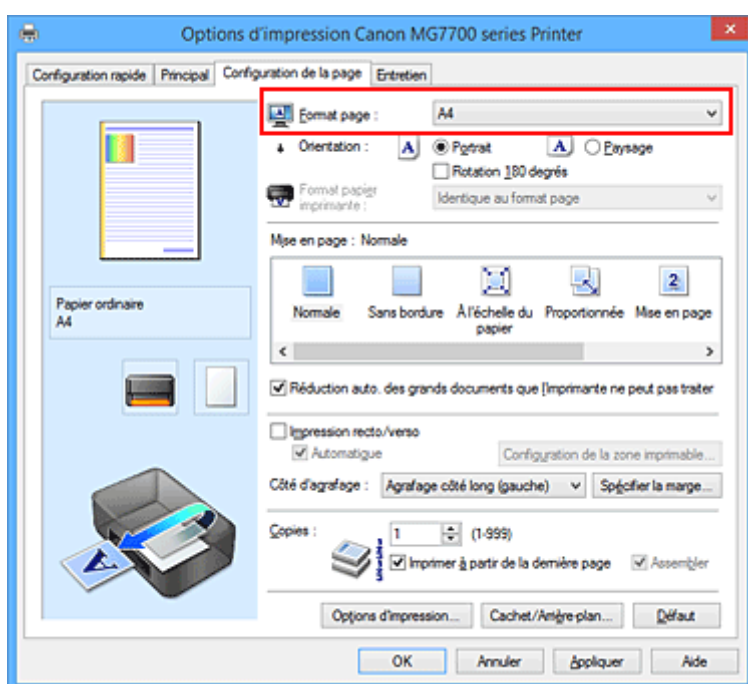 Options d'impression Canon MG7700 series Printer
Configuration rapide Principal Configuration de la page Entretien
Format page : A4
Orientation : A Portrait A Paysage
Rotation 180 degrés
Format papier
imprimante : Identique au format page
Mise en page : Normale
Normale Sans bordure À l'échelle du
papier Proportionnée Mise en page
2
Papier ordinaire
A4
Réduction auto. des grands documents que l'imprimante ne peut pas traiter
Impression recto/verso
Automatique Configuration de la zone imprimable...
Côté d'agrafage : Agrafage côté long (gauche) Spécifier la marge...
Copies : 1 (1-999)
Imprimer à partir de la dernière page Assembler
Options d'impression... Cachet/Arrière-plan... Défaut
OK Annuler Appliquer Aide